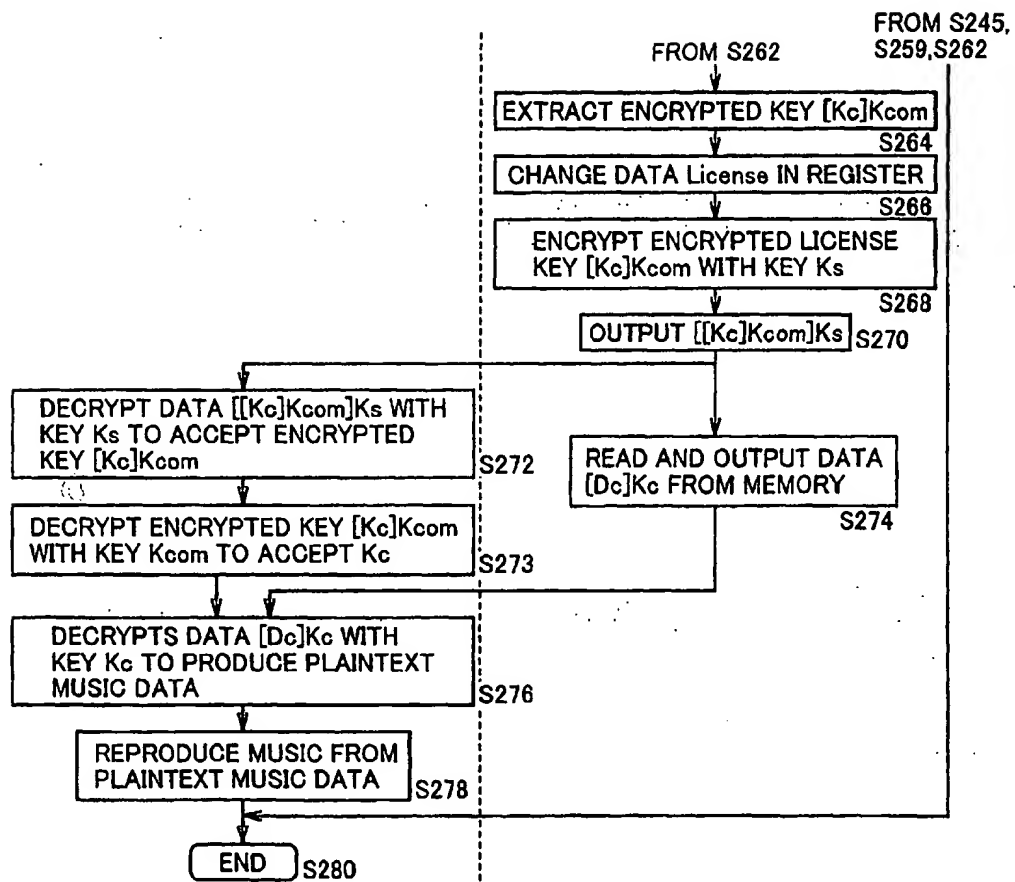 FROM S245,
S259,S262
FROM S262
EXTRACT ENCRYPTED KEY [Kc]Kcom
S264
CHANGE DATA License IN REGISTER
S266
ENCRYPT ENCRYPTED LICENSE
KEY [Kc]Kcom WITH KEY Ks
S268
OUTPUT [[Kc]Kcom]Ks
S270
DECRYPT DATA [[Kc]Kcom]Ks WITH
KEY Ks TO ACCEPT ENCRYPTED
KEY [Kc]Kcom
S272
READ AND OUTPUT DATA
[Dc]Kc FROM MEMORY
S274
DECRYPT ENCRYPTED KEY [Kc]Kcom
WITH KEY Kcom TO ACCEPT Kc
S273
DECRYPTS DATA [Dc]Kc WITH
KEY Kc TO PRODUCE PLAINTEXT
MUSIC DATA
S276
REPRODUCE MUSIC FROM
PLAINTEXT MUSIC DATA
S278
END
S280